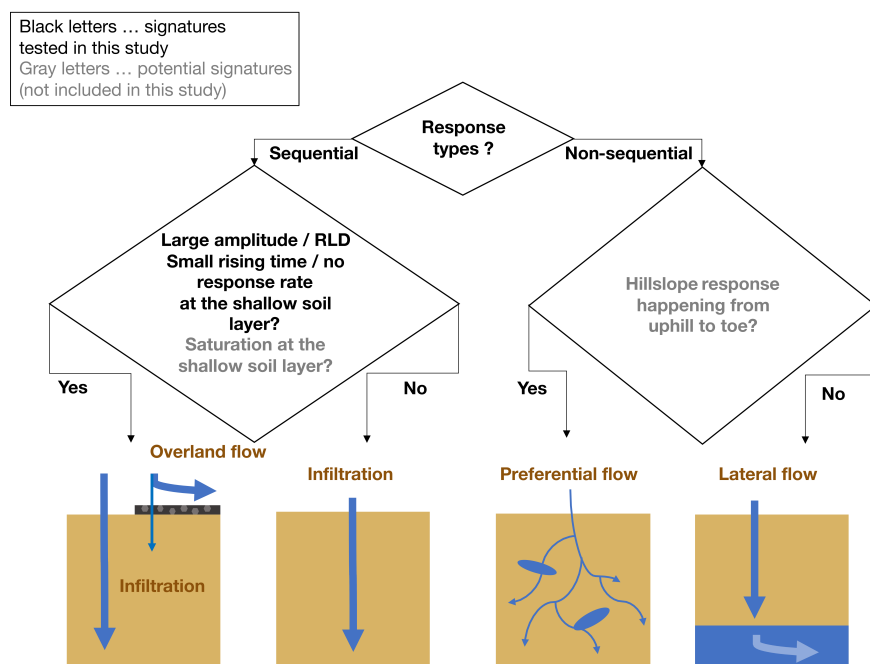 Black letters … signatures
tested in this study
Gray letters … potential signatures
(not included in this study)
Response
types ?
Sequential
Non-sequential
Large amplitude / RLD
Small rising time / no
response rate
at the shallow soil
layer?
Saturation at the
shallow soil layer?
Hillslope response
happening from
uphill to toe?
Yes
No
Yes
No
Overland flow
Infiltration
Preferential flow
Lateral flow
Infiltration